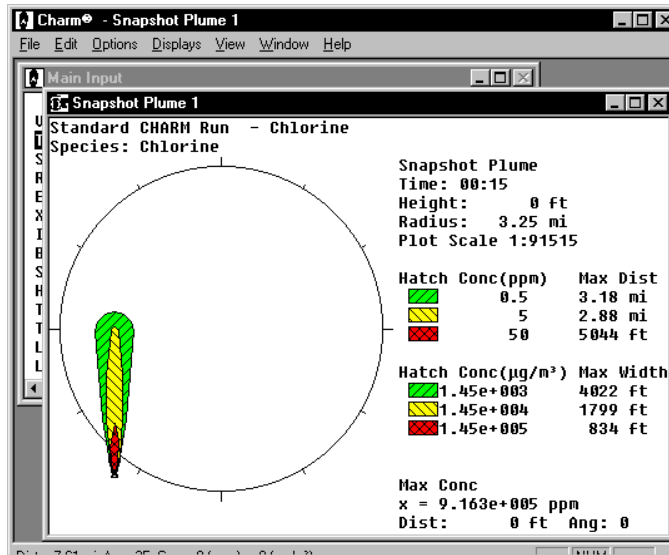 Charm® - Snapshot Plume 1
File Edit Options Displays View Window Help
Main Input
Snapshot Plume 1
Standard CHARM Run - Chlorine
Species: Chlorine
Snapshot Plume
Time: 00:15
Height: 0 ft
Radius: 3.25 mi
Plot Scale 1:91515
Hatch Conc(ppm) Max Dist
0.5 3.18 mi
5 2.88 mi
50 5044 ft
Hatch Conc(µg/m³) Max Width
1.45e+003 4022 ft
1.45e+004 1799 ft
1.45e+005 834 ft
Max Conc
x = 9.163e+005 ppm
Dist: 0 ft Ang: 0
U
T
S
R
E
X
I
B
S
H
T
T
L
L
NUM